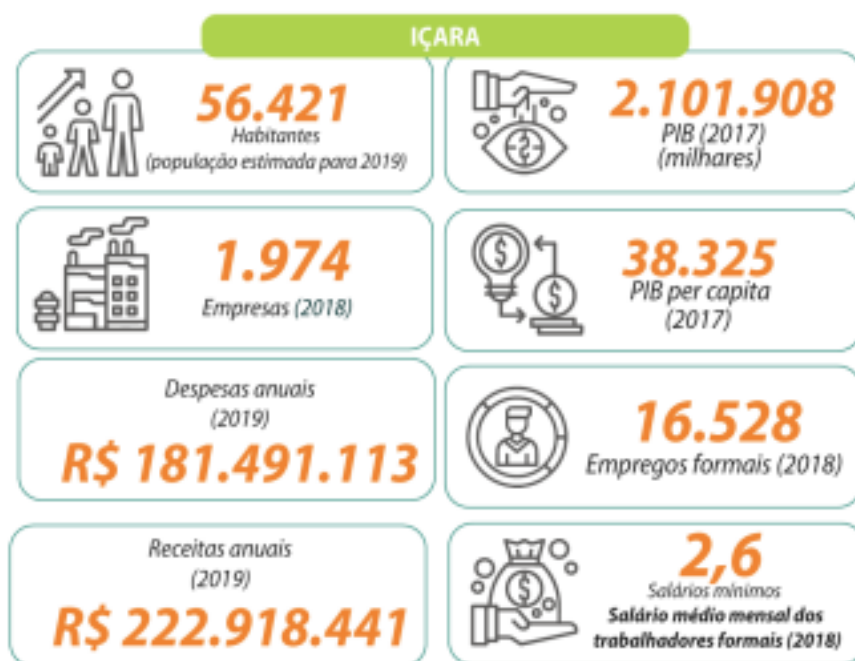 IÇARA
56.421
Habitantes
(população estimada para 2019)
2.101.908
PIB (2017)
(milhares)
1.974
Empresas (2018)
38.325
PIB per capita
(2017)
Despesas anuais
(2019)
R$ 181.491.113
16.528
Empregos formais (2018)
Receitas anuais
(2019)
R$ 222.918.441
2,6
Salários mínimos
Salário médio mensal dos
trabalhadores formais (2018)